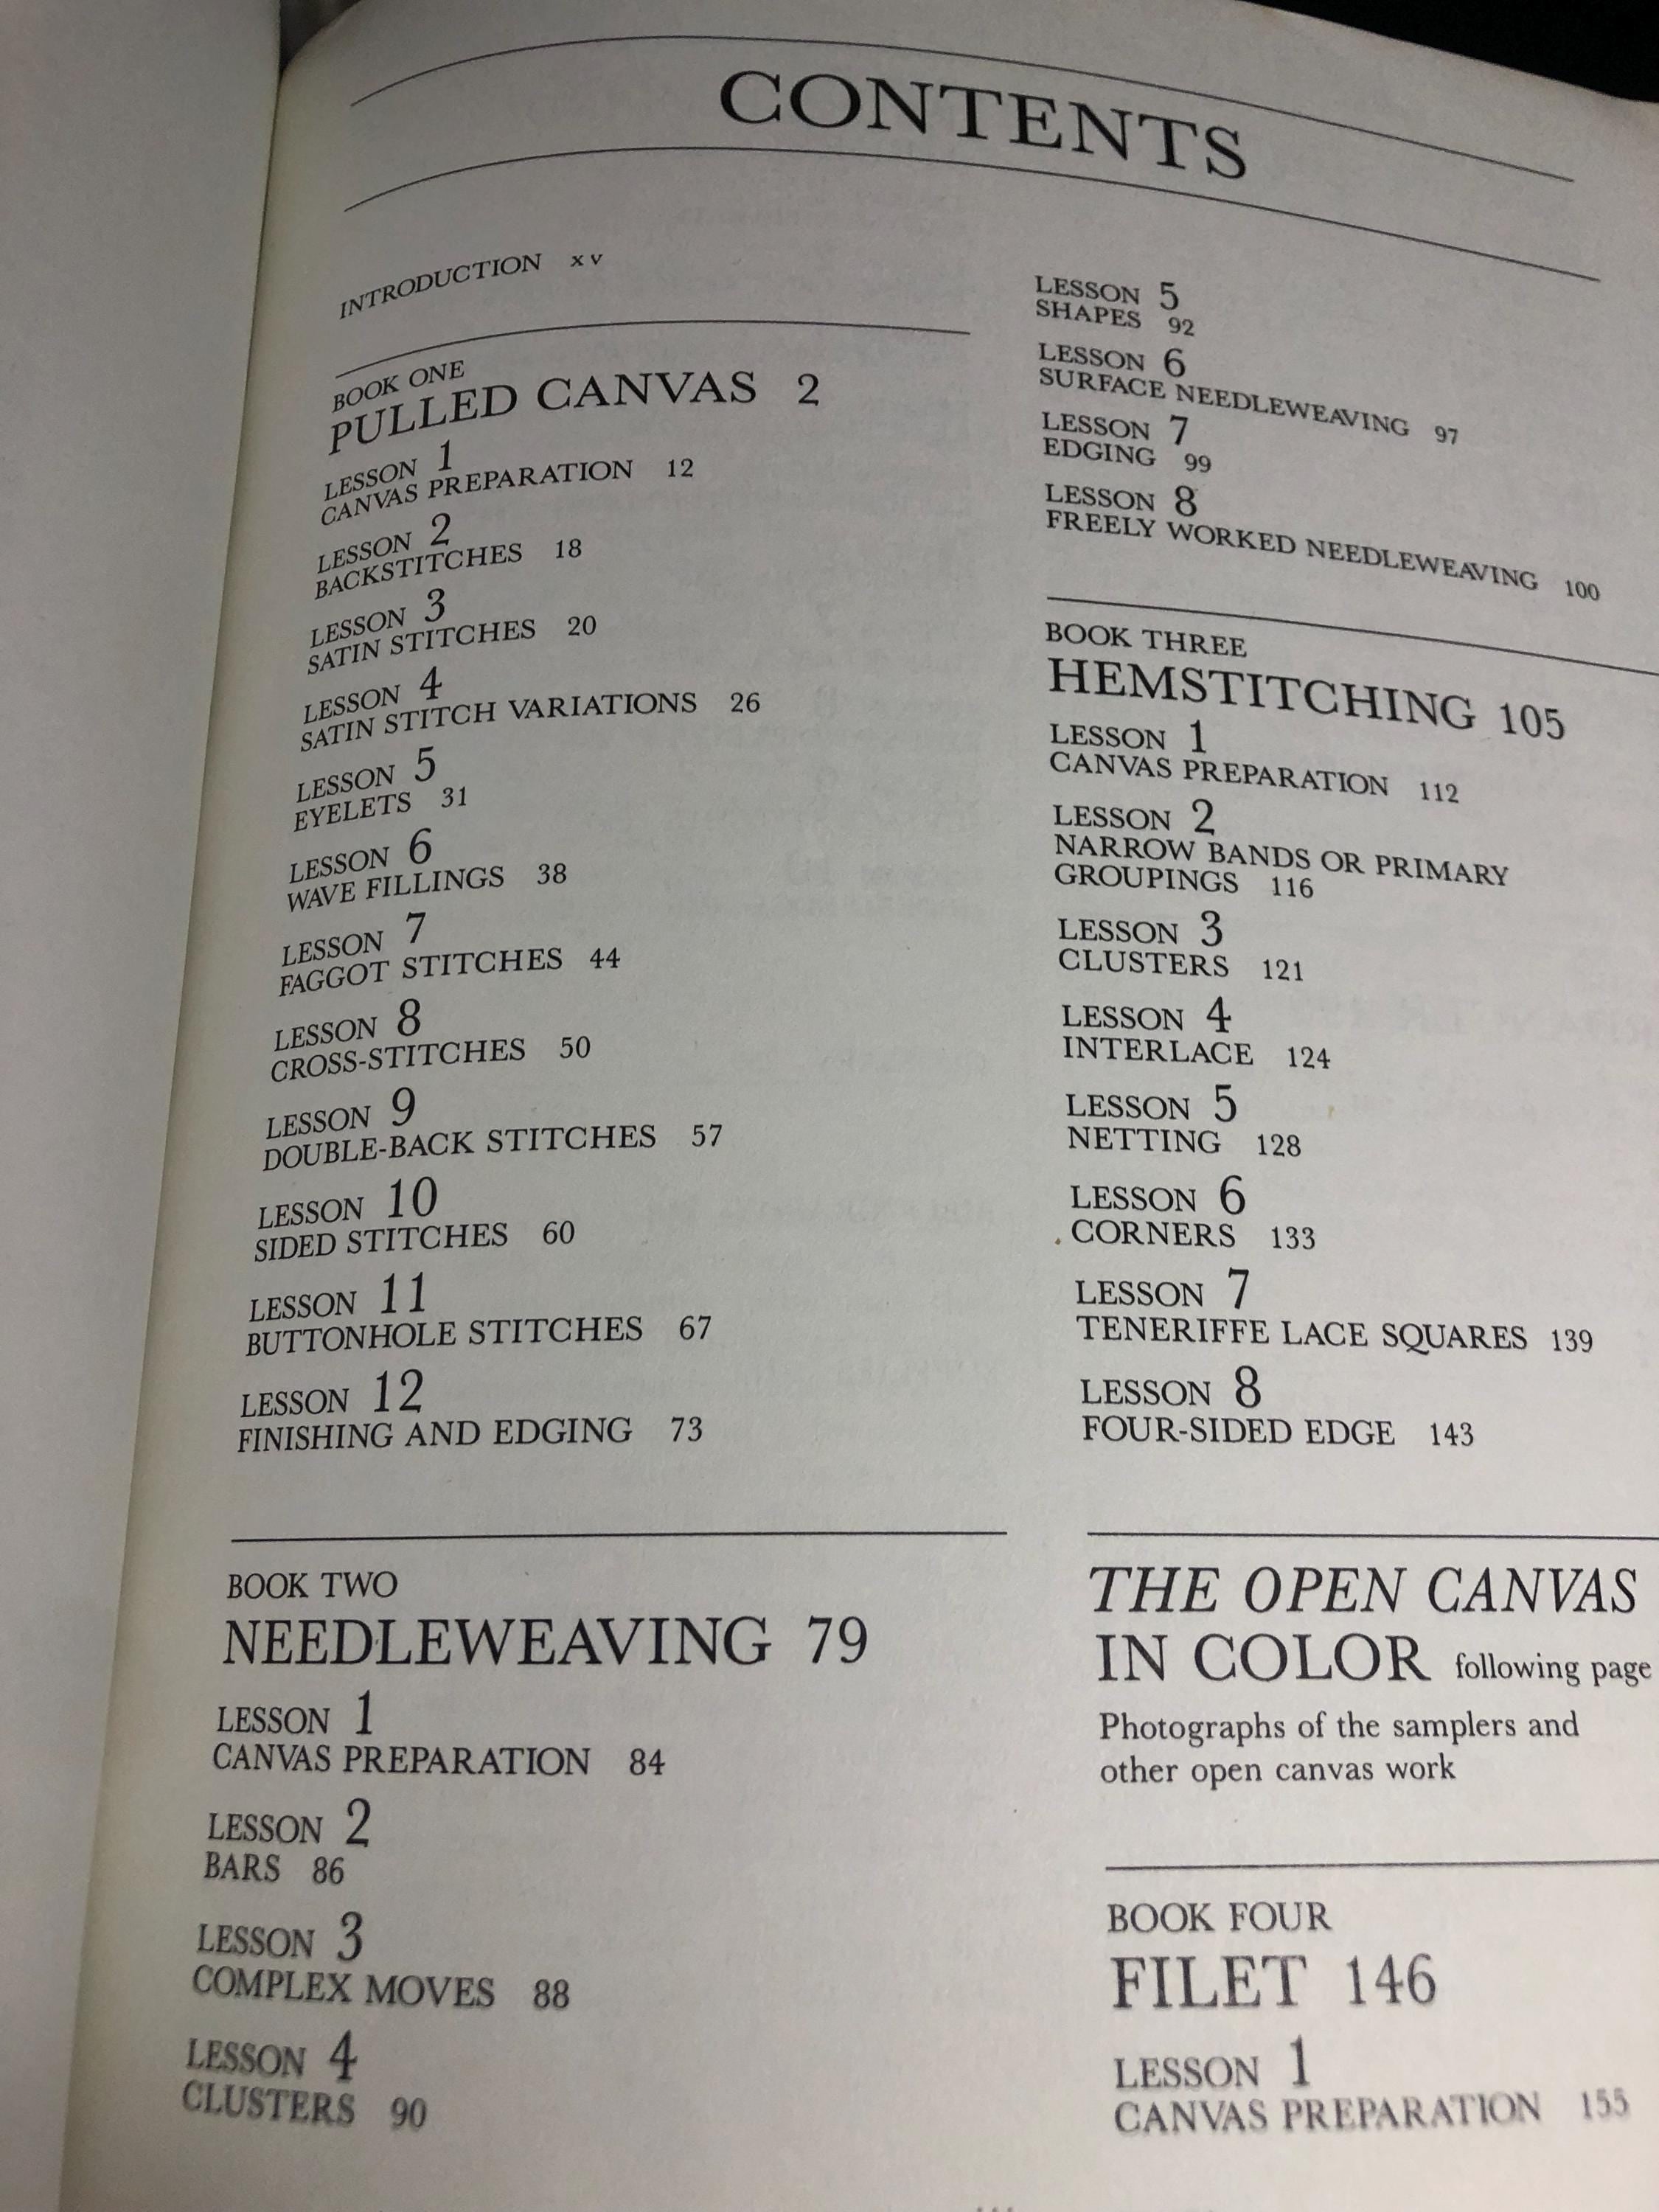 CONTENTS
INTRODUCTION xv
BOOK ONE
PULLED CANVAS 2
LESSON 1
CANVAS PREPARATION 12
LESSON 2
BACKSTITCHES 18
LESSON 3
SATIN STITCHES 20
LESSON 4
SATIN STITCH VARIATIONS 26
LESSON 5
EYELETS 31
LESSON 6
WAVE FILLINGS 38
LESSON 7
FAGGOT STITCHES 44
LESSON 8
CROSS-STITCHES 50
LESSON 9
DOUBLE-BACK STITCHES 57
LESSON 10
SIDED STITCHES 60
LESSON 11
BUTTONHOLE STITCHES 67
LESSON 12
FINISHING AND EDGING 73
BOOK TWO
NEEDLEWEAVING 79
LESSON 1
CANVAS PREPARATION 84
LESSON 2
BARS 86
LESSON 3
COMPLEX MOVES 88
LESSON 4
CLUSTERS 90
LESSON 5
SHAPES 92
LESSON 6
SURFACE NEEDLEWEAVING 97
LESSON 7
EDGING 99
LESSON 8
FREELY WORKED NEEDLEWEAVING 100
BOOK THREE
HEMSTITCHING 105
LESSON 1
CANVAS PREPARATION 112
LESSON 2
NARROW BANDS OR PRIMARY
GROUPINGS 116
LESSON 3
CLUSTERS 121
LESSON 4
INTERLACE 124
LESSON 5
NETTING 128
LESSON 6
CORNERS 133
LESSON 7
TENERIFFE LACE SQUARES 139
LESSON 8
FOUR-SIDED EDGE 143
THE OPEN CANVAS
IN COLOR following page
Photographs of the samplers and
other open canvas work
BOOK FOUR
FILET 146
LESSON 1
CANVAS PREPARATION 155